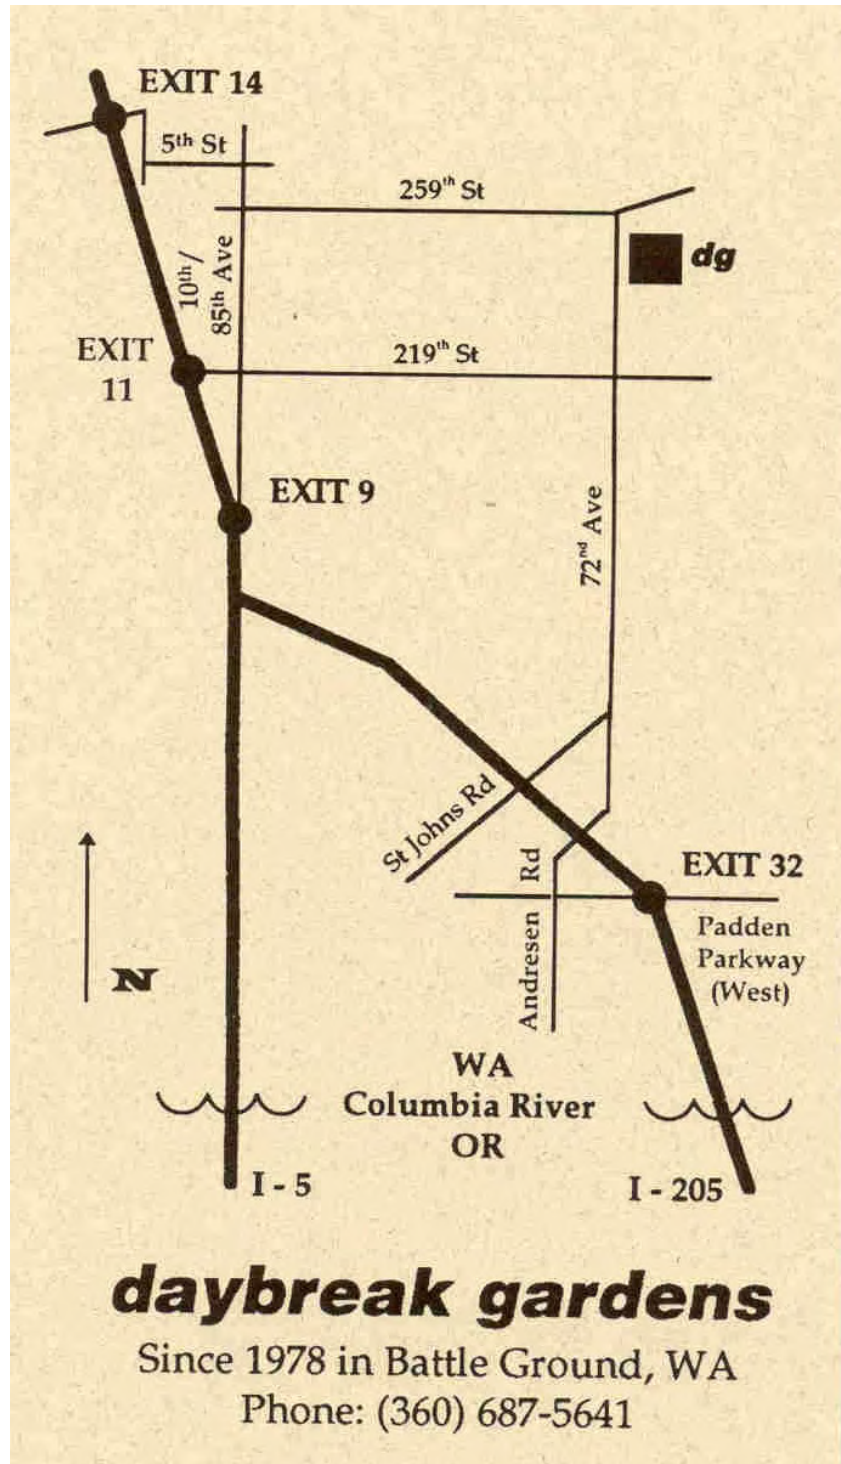 EXIT 14
5th St
259th St
dg
10th/
85th Ave
EXIT
11
219th St
EXIT 9
72nd Ave
St Johns Rd
Andresen Rd
EXIT 32
Padden
Parkway
(West)
N
WA
Columbia River
OR
I - 5
I - 205
daybreak gardens
Since 1978 in Battle Ground, WA
Phone: (360) 687-5641